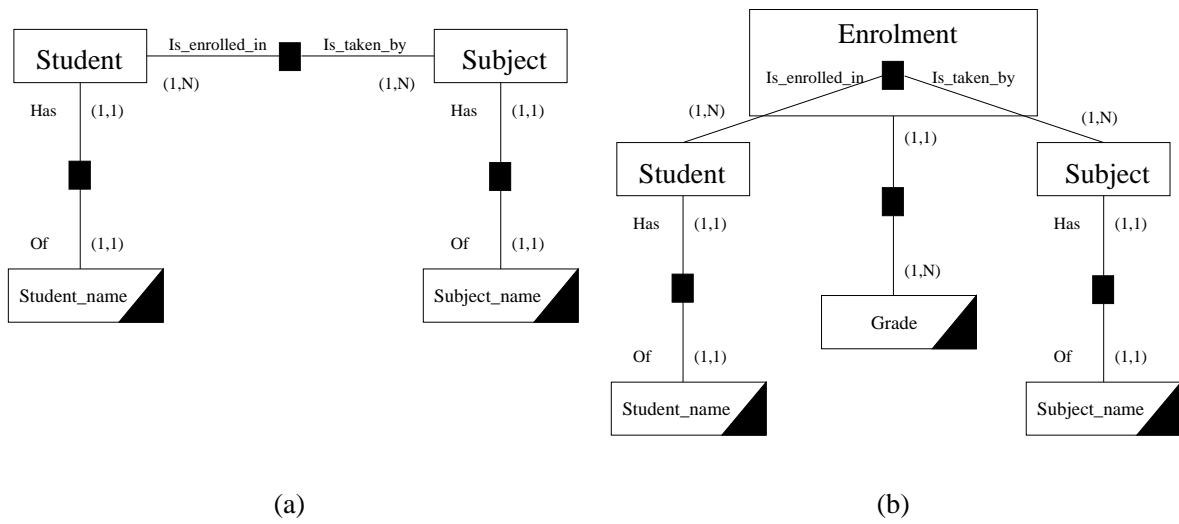 Student
Is_enrolled_in
Is_taken_by
Subject
(1,N)
(1,N)
Has
(1,1)
Has
(1,1)
Of
(1,1)
Of
(1,1)
Student_name
Subject_name
(a)
Enrolment
Is_enrolled_in
Is_taken_by
(1,N)
(1,N)
(1,1)
Student
Subject
Has
(1,1)
Has
(1,1)
(1,N)
Grade
Of
(1,1)
Of
(1,1)
Student_name
Subject_name
(b)